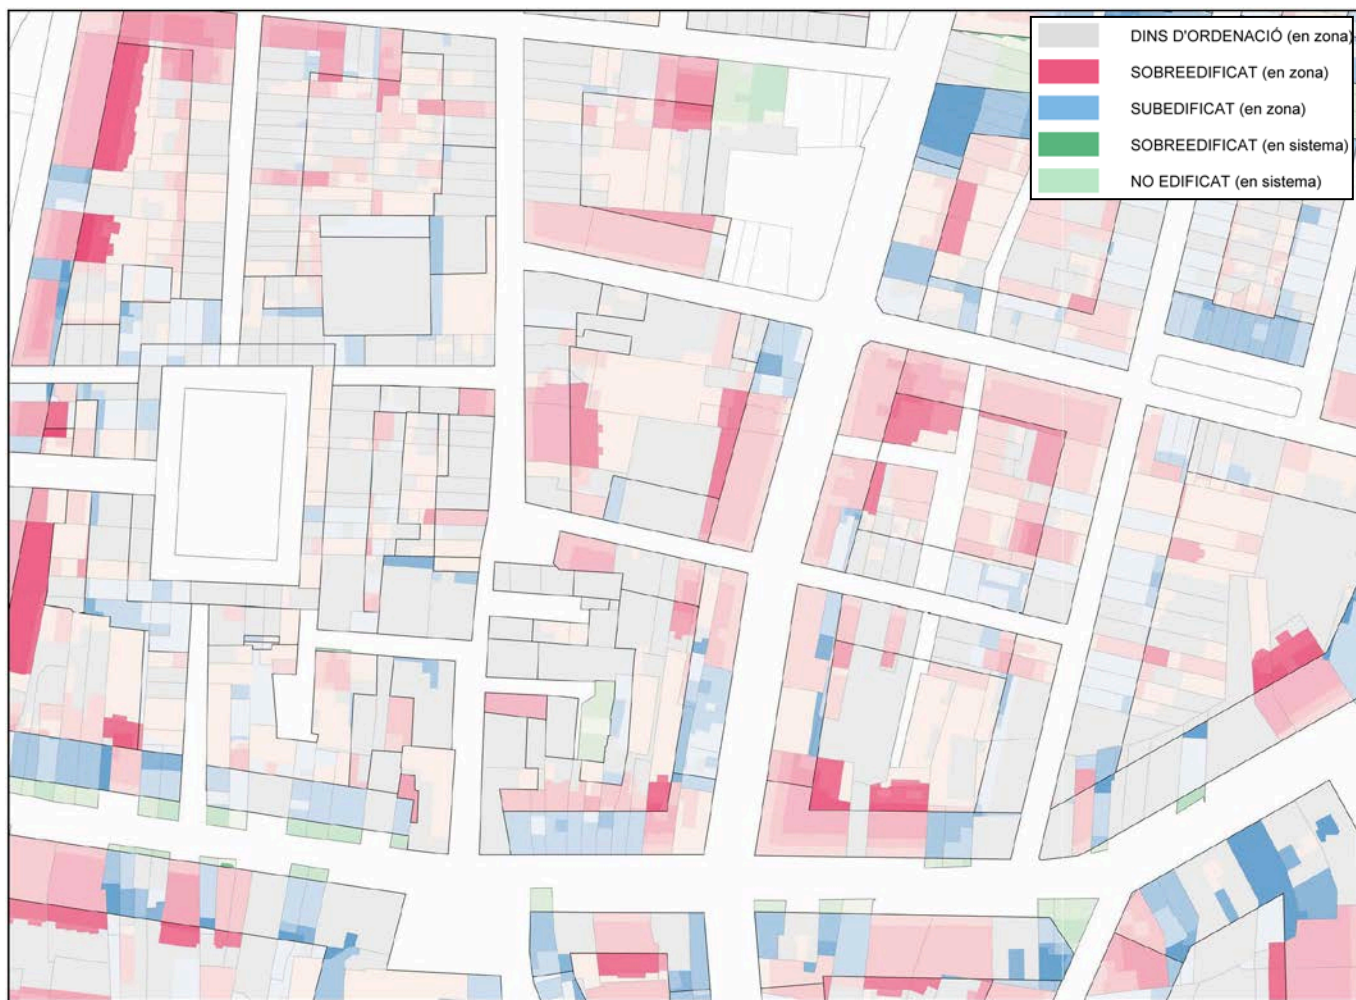 DINS D'ORDENACIÓ (en zona)
SOBREEDIFICAT (en zona)
SUBEDIFICAT (en zona)
SOBREEDIFICAT (en sistema)
NO EDIFICAT (en sistema)